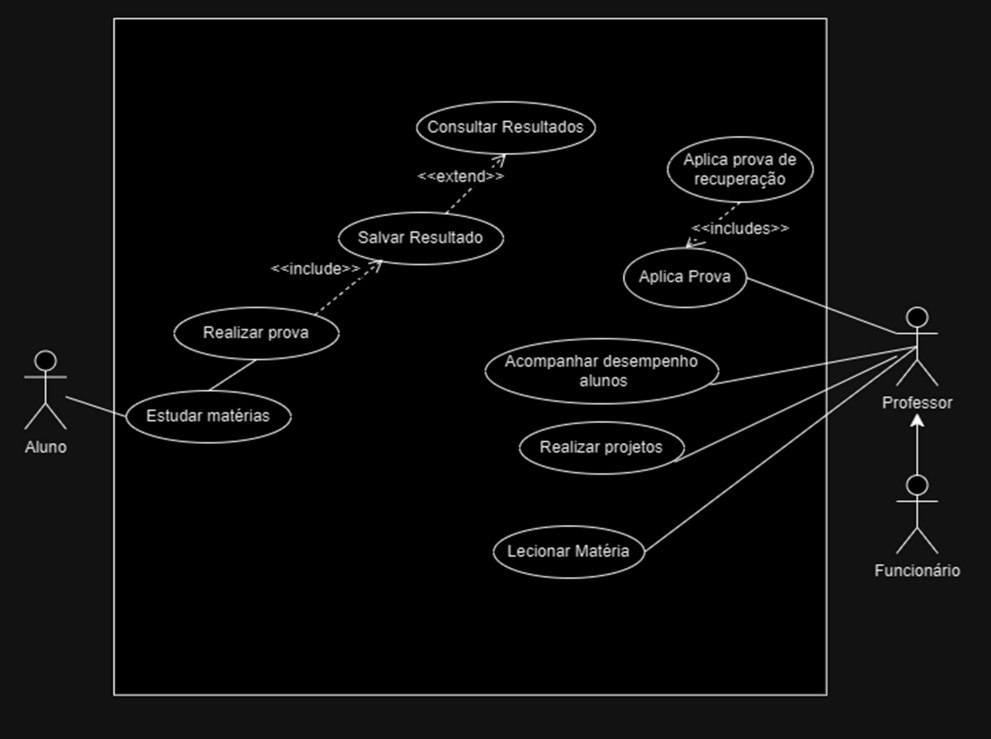 Consultar Resultados
<<extend>>
Salvar Resultado
<<include>>
Realizar prova
Estudar matérias
Aluno
Aplica prova de
recuperação
<<includes>>
Aplica Prova
Acompanhar desempenho
alunos
Realizar projetos
Lecionar Matéria
Professor
Funcionário